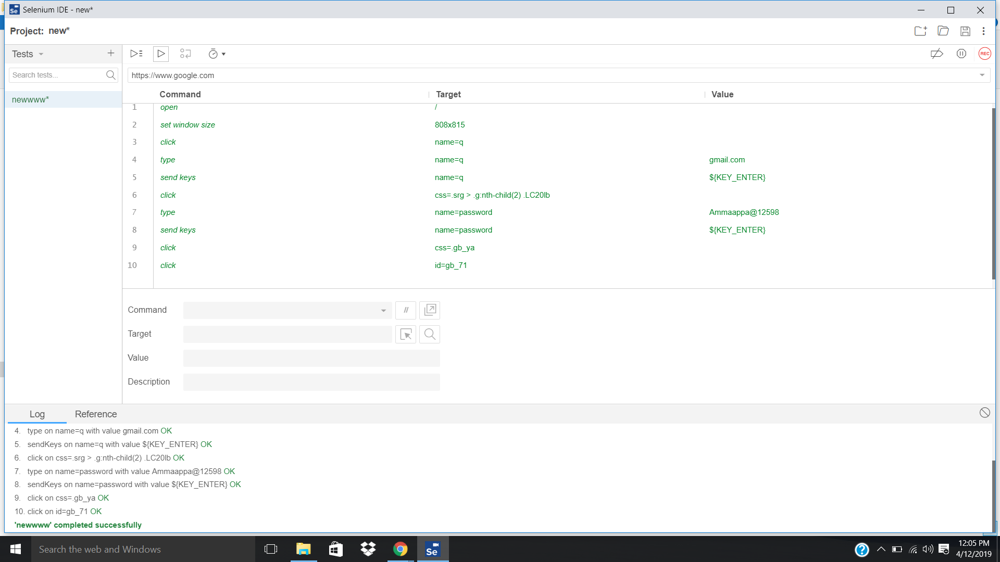 Selenium IDE - new*
Project: new*
Tests
Search tests...
https://www.google.com
newwww*
Command Target Value
1 open /
2 set window size 808x815
3 click name=q
4 type name=q gmail.com
5 send keys name=q ${KEY_ENTER}
6 click css=.srg > .g:nth-child(2) .LC20lb
7 type name=password Ammaappa@12598
8 send keys name=password ${KEY_ENTER}
9 click css=.gb_ya
10 click id=gb_71
Command //
Target
Value
Description
Log Reference
4. type on name=q with value gmail.com OK
5. sendKeys on name=q with value ${KEY_ENTER} OK
6. click on css=.srg > .g:nth-child(2) .LC20lb OK
7. type on name=password with value Ammaappa@12598 OK
8. sendKeys on name=password with value ${KEY_ENTER} OK
9. click on css=.gb_ya OK
10. click on id=gb_71 OK
'newwww' completed successfully
Search the web and Windows
Se
12:05 PM
4/12/2019
REC
Se